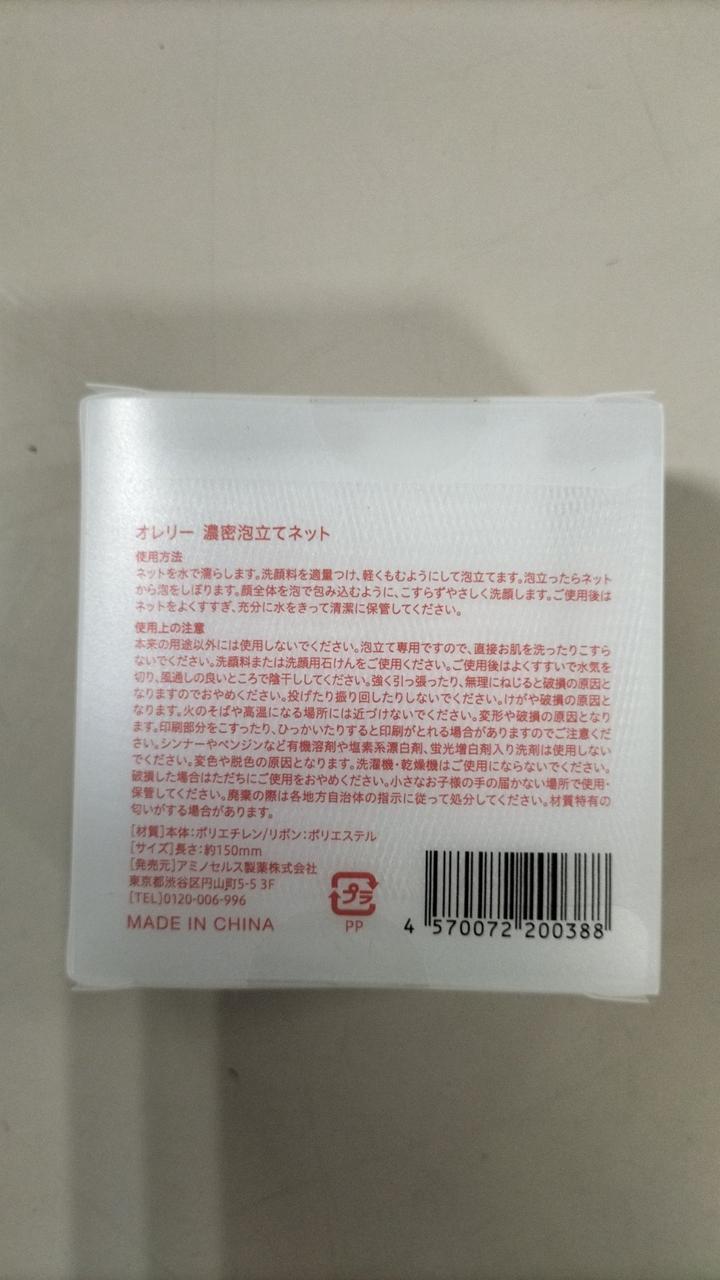 オレリー 濃密泡立てネット
使用方法
ネットを水で濡らします。洗顔料を適量つけ、軽くもむようにして泡立てます。泡立ったらネット
から泡をしぼります。顔全体を泡で包み込むように、こすらずやさしく洗顔します。ご使用後は
ネットをよくすすぎ、充分に水をきって清潔に保管してください。
使用上の注意
本来の用途以外には使用しないでください。泡立て専用ですので、直接お肌を洗ったりこすら
ないでください。洗顔料または洗顔用石けんをご使用ください。ご使用後はよくすすいで水気を
切り、風通しの良いところで陰干ししてください。強く引っ張ったり、無理にねじると破損の原因と
なりますのでおやめください。投げたり振り回したりしないでください。けがや破損の原因と
なります。火のそばや高温になる場所には近づけないでください。変形や破損の原因となり
ます。印刷部分をこすったり、ひっかいたりすると印刷がとれる場合がありますのでご注意くだ
さい。シンナーやベンジンなど有機溶剤や塩素系漂白剤、蛍光増白剤入り洗剤は使用しない
でください。変色や脱色の原因となります。洗濯機・乾燥機はご使用にならないでください。
破損した場合はただちにご使用をおやめください。小さなお子様の手の届かない場所で使用・
保管してください。廃棄の際は各地方自治体の指示に従って処分してください。材質特有の
匂いがする場合があります。
[材質]本体:ポリエチレン/リボン:ポリエステル
[サイズ]長さ:約150mm
[発売元]アミノセルス製薬株式会社
東京都渋谷区円山町5-5 3F
[TEL]0120-006-996
MADE IN CHINA
プラ
PP
4 570072 200388